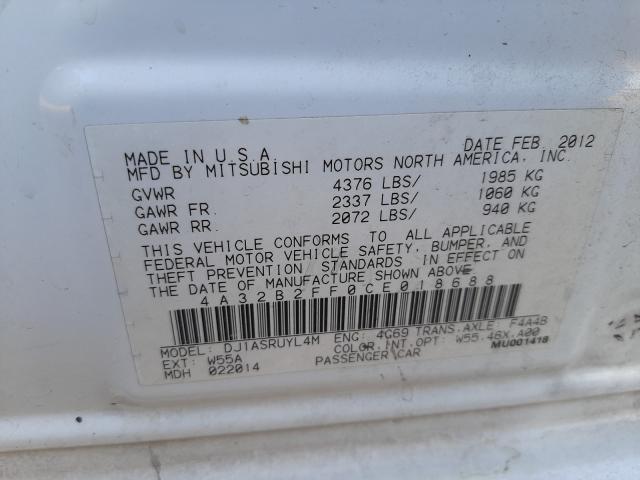 MADE IN U.S.A DATE FEB 2012
MFD BY MITSUBISHI MOTORS NORTH AMERICA, INC.
GVWR 4376 LBS/ 1985 KG
GAWR FR. 2337 LBS/ 1060 KG
GAWR RR. 2072 LBS/ 940 KG
THIS VEHICLE CONFORMS TO ALL APPLICABLE
FEDERAL MOTOR VEHICLE SAFETY, BUMPER, AND
THEFT PREVENTION STANDARDS IN EFFECT ON
THE DATE OF MANUFACTURE SHOWN ABOVE
4A32B2FF0CE018688
MODEL: DJ1ASRUYL4M ENG: 4G69 TRANS.AXLE F4A4B
EXT: W55A COLOR.INT.OPT: W55.46X.400
MDH 022014 PASSENGER CAR MU001418